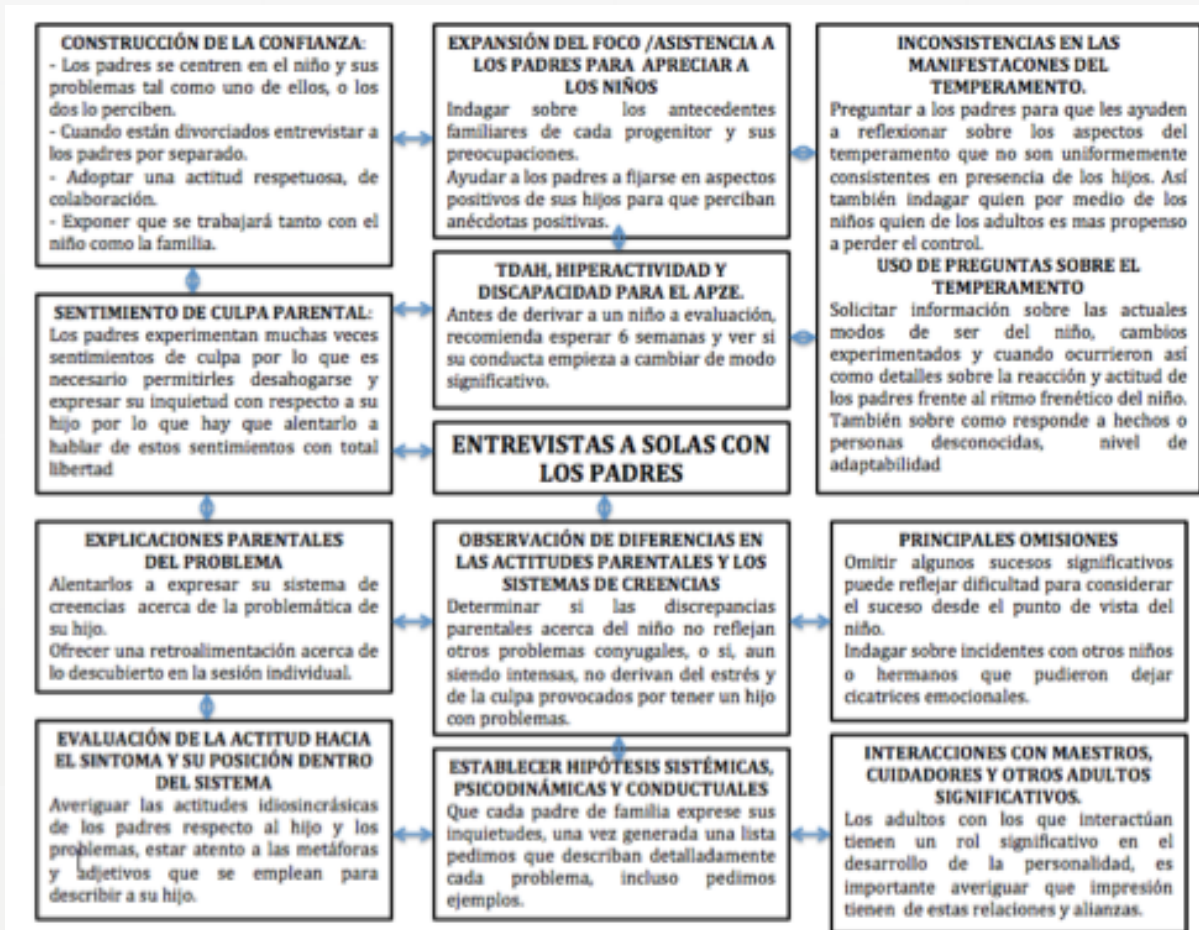 CONSTRUCCIÓN DE LA CONFIANZA:
- Los padres se centren en el niño y sus
problemas tal como uno de ellos, o los
dos lo perciben.
- Cuando están divorciados entrevistar a
los padres por separado.
- Adoptar una actitud respetuosa, de
colaboración.
- Exponer que se trabajará tanto con el
niño como la familia.
EXPANSIÓN DEL FOCO /ASISTENCIA A
LOS PADRES PARA APRECIAR A
LOS NIÑOS
Indagar sobre los antecedentes
familiares de cada progenitor y sus
preocupaciones.
Ayudar a los padres a fijarse en aspectos
positivos de sus hijos para que perciban
anécdotas positivas.
INCONSISTENCIAS EN LAS
MANIFESTACONES DEL
TEMPERAMENTO.
Preguntar a los padres para que les ayuden
a reflexionar sobre los aspectos del
temperamento que no son uniformemente
consistentes en presencia de los hijos. Así
también indagar quien por medio de los
niños quien de los adultos es mas propenso
a perder el control.
USO DE PREGUNTAS SOBRE EL
TEMPERAMENTO
Solicitar información sobre las actuales
modos de ser del niño, cambios
experimentados y cuando ocurrieron así
como detalles sobre la reacción y actitud de
los padres frente al ritmo frenético del niño.
También sobre como responde a hechos o
personas desconocidas, nivel de
adaptabilidad
SENTIMIENTO DE CULPA PARENTAL:
Los padres experimentan muchas veces
sentimientos de culpa por lo que es
necesario permitirles desahogarse y
expresar su inquietud con respecto a su
hijo por lo que hay que alentarlo a
hablar de estos sentimientos con total
libertad
TDAH, HIPERACTIVIDAD Y
DISCAPACIDAD PARA EL APZE.
Antes de derivar a un niño a evaluación,
recomienda esperar 6 semanas y ver si
su conducta empieza a cambiar de modo
significativo.
ENTREVISTAS A SOLAS CON
LOS PADRES
EXPLICACIONES PARENTALES
DEL PROBLEMA
Alentarlos a expresar su sistema de
creencias acerca de la problemática de
su hijo.
Ofrecer una retroalimentación acerca de
lo descubierto en la sesión individual.
OBSERVACIÓN DE DIFERENCIAS EN
LAS ACTITUDES PARENTALES Y LOS
SISTEMAS DE CREENCIAS
Determinar si las discrepancias
parentales acerca del niño no reflejan
otros problemas conyugales, o si, aun
siendo intensas, no derivan del estrés y
de la culpa provocados por tener un hijo
con problemas.
PRINCIPALES OMISIONES
Omitir algunos sucesos significativos
puede reflejar dificultad para considerar
el suceso desde el punto de vista del
niño.
Indagar sobre incidentes con otros niños
o hermanos que pudieron dejar
cicatrices emocionales.
EVALUACIÓN DE LA ACTITUD HACIA
EL SINTOMA Y SU POSICIÓN DENTRO
DEL SISTEMA
Averiguar las actitudes idiosincrásicas
de los padres respecto al hijo y los
problemas, estar atento a las metáforas
y adjetivos que se emplean para
describir a su hijo.
ESTABLECER HIPÓTESIS SISTÉMICAS,
PSICODINÁMICAS Y CONDUCTUALES
Que cada padre de familia exprese sus
inquietudes, una vez generada una lista
pedimos que describan detalladamente
cada problema, incluso pedimos
ejemplos.
INTERACCIONES CON MAESTROS,
CUIDADORES Y OTROS ADULTOS
SIGNIFICATIVOS.
Los adultos con los que interactúan
tienen un rol significativo en el
desarrollo de la personalidad, es
importante averiguar que impresión
tienen de estas relaciones y alianzas.